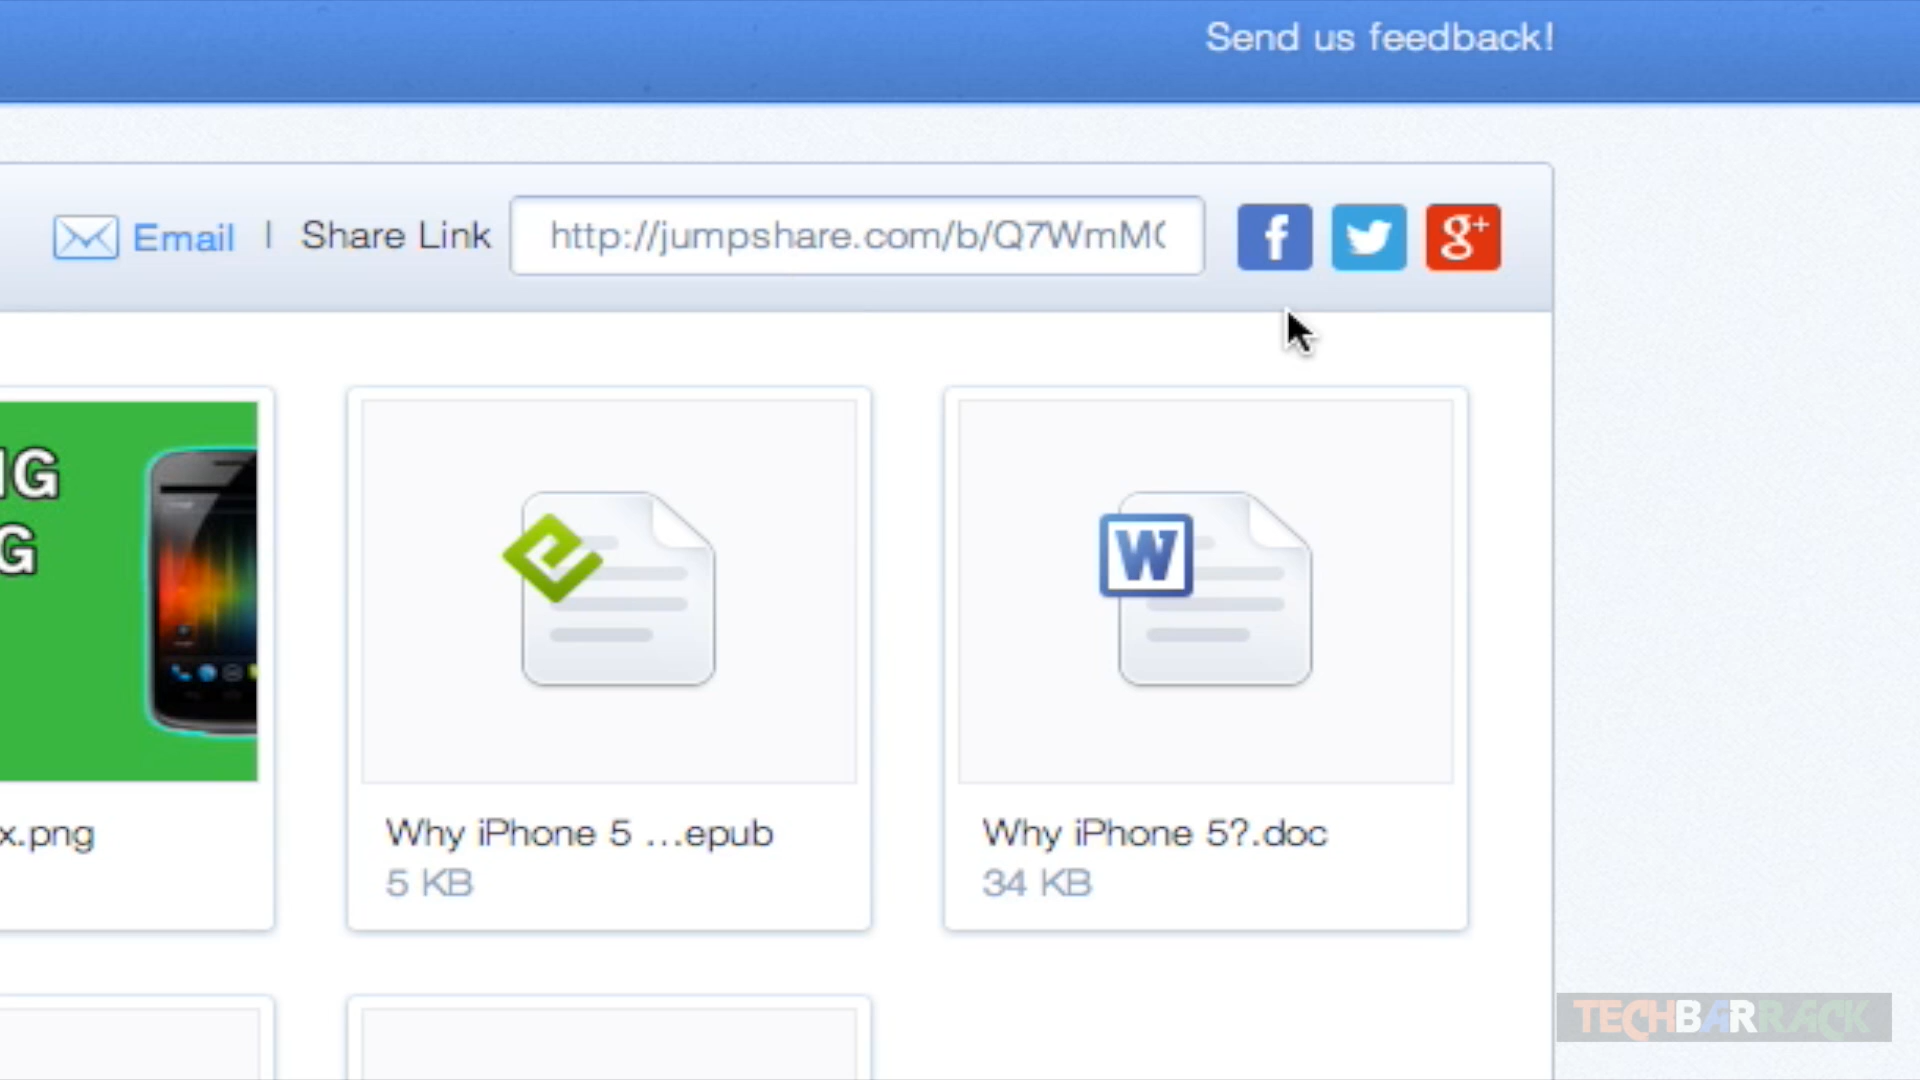 Send us feedback!
Email | Share Link http://jumpshare.com/b/Q7WmM
f g+
NG
G
W
x.png
Why iPhone 5 ...epub
Why iPhone 5?.doc
5 KB
34 KB
TECHBARRACK